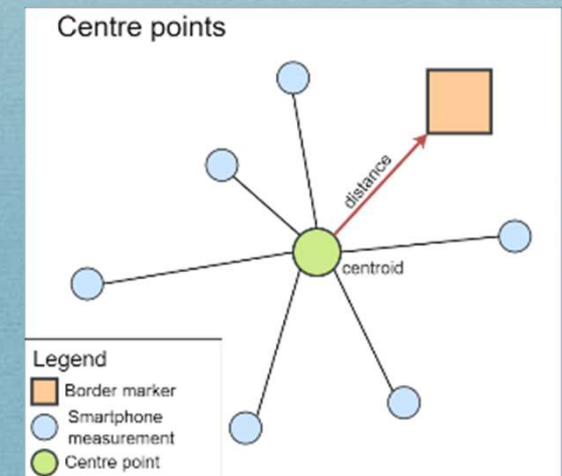 Centre points
distance
centroid
Legend
Border marker
Smartphone
measurement
Centre point